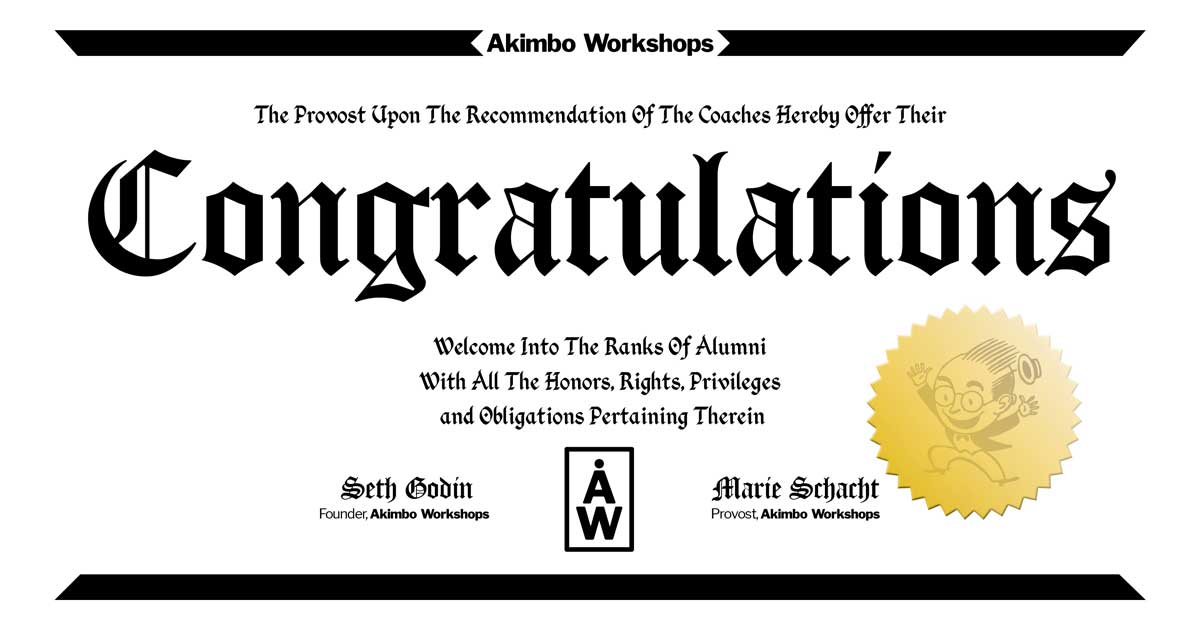 Akimbo Workshops
The Provost Upon The Recommendation Of The Coaches Hereby Offer Their
Congratulations
Welcome Into The Ranks Of Alumni
With All The Honors, Rights, Privileges
and Obligations Pertaining Therein
Seth Godin
Founder, Akimbo Workshops
ȦW
Marie Schacht
Provost, Akimbo Workshops